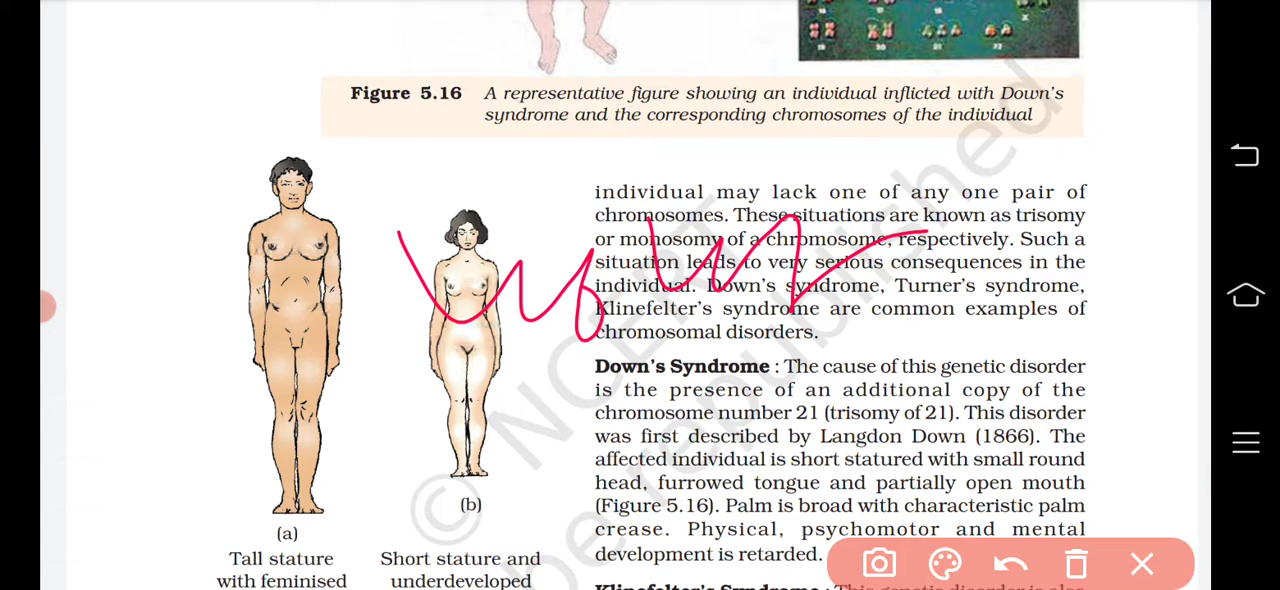 Figure 5.16 A representative figure showing an individual inflicted with Down's
syndrome and the corresponding chromosomes of the individual
individual may lack one of any one pair of
chromosomes. These situations are known as trisomy
or monosomy of a chromosome, respectively. Such a
situation leads to very serious consequences in the
individual. Down's syndrome, Turner's syndrome,
Klinefelter's syndrome are common examples of
chromosomal disorders.
Down's Syndrome : The cause of this genetic disorder
is the presence of an additional copy of the
chromosome number 21 (trisomy of 21). This disorder
was first described by Langdon Down (1866). The
affected individual is short statured with small round
head, furrowed tongue and partially open mouth
(Figure 5.16). Palm is broad with characteristic palm
crease. Physical, psychomotor and mental
development is retarded.
(a)
Tall stature
with feminised
(b)
Short stature and
underdeveloped
19 20 21 22
X
© NCERT
be republished